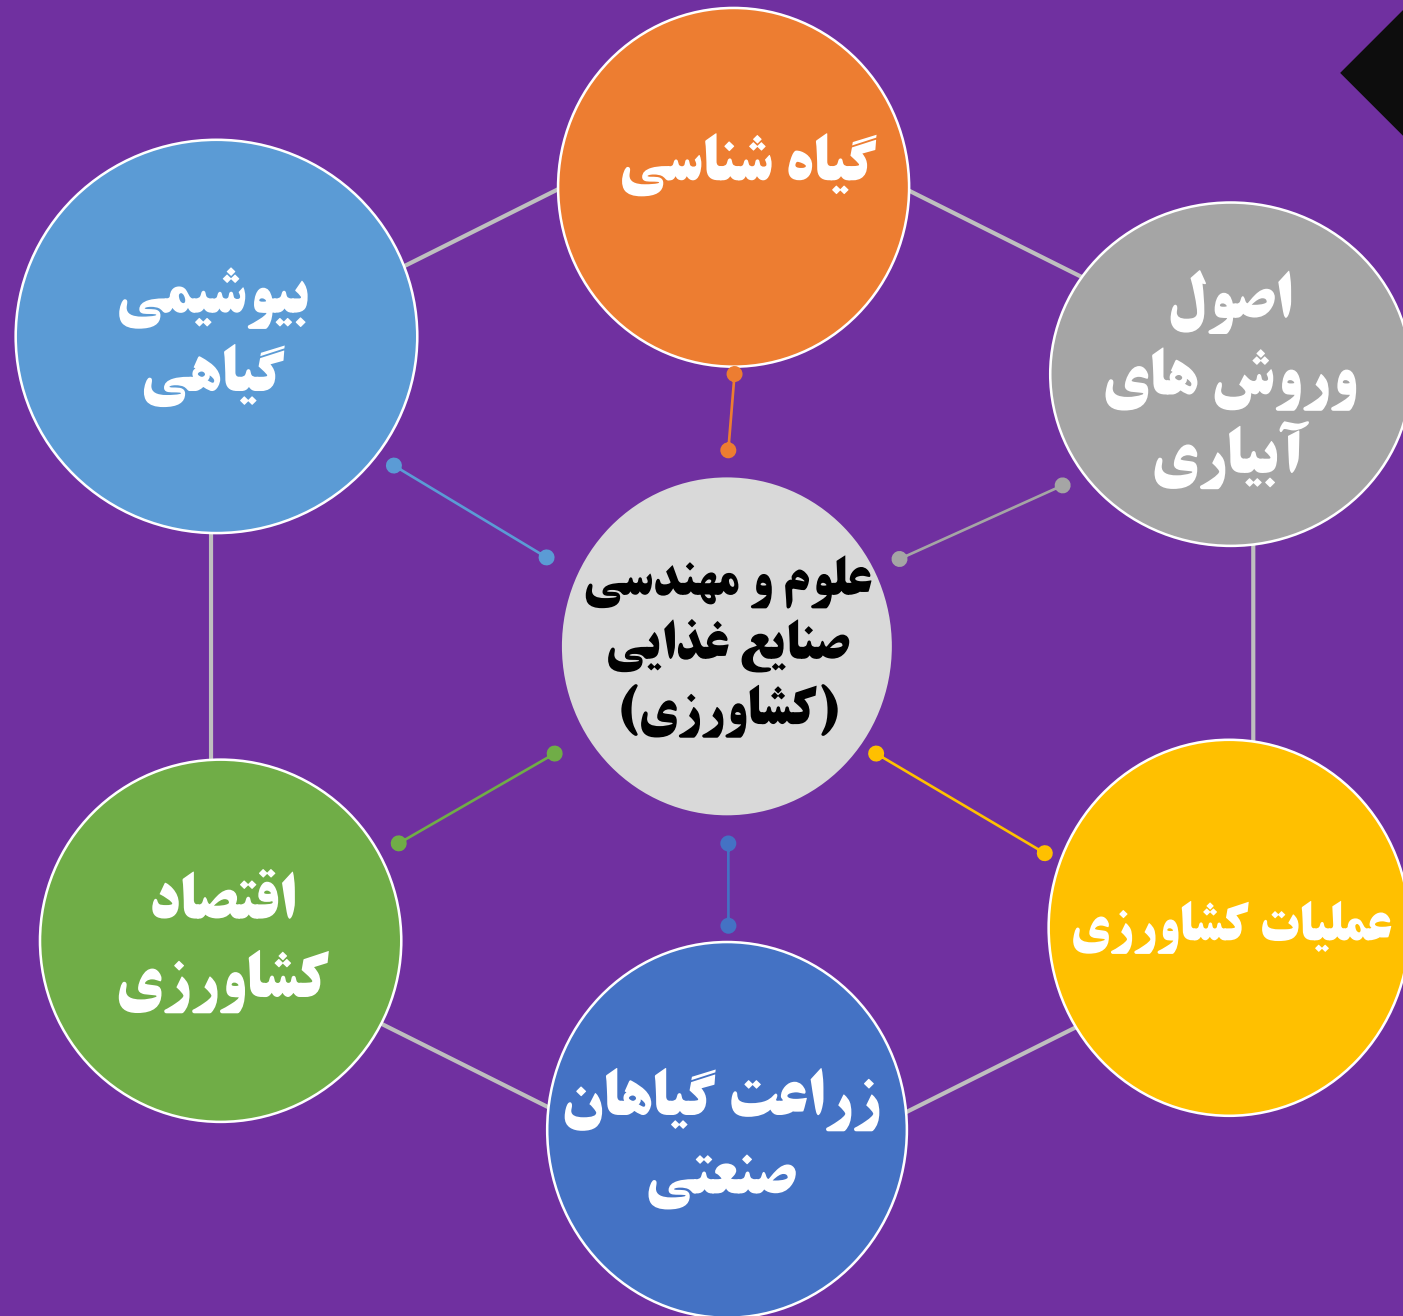 گیاه شناسی
اصول
وروش های
آبیاری
بیوشیمی
گیاهی
علوم و مهندسی
صنایع غذایی
(کشاورزی)
عملیات کشاورزی
اقتصاد
کشاورزی
زراعت گیاهان
صنعتی